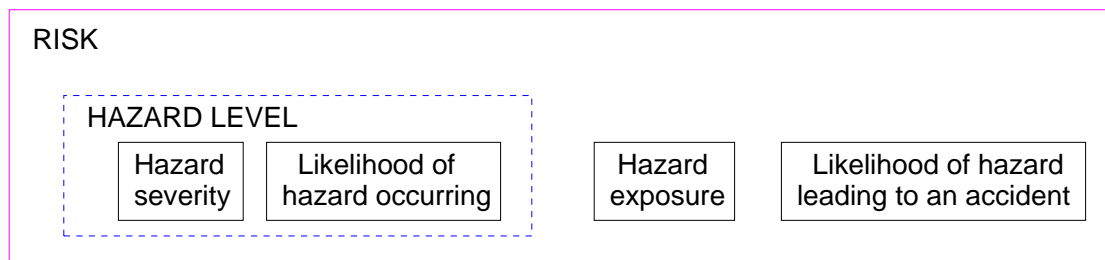 RISK
HAZARD LEVEL
Hazard
severity
Likelihood of
hazard occurring
Hazard
exposure
Likelihood of hazard
leading to an accident